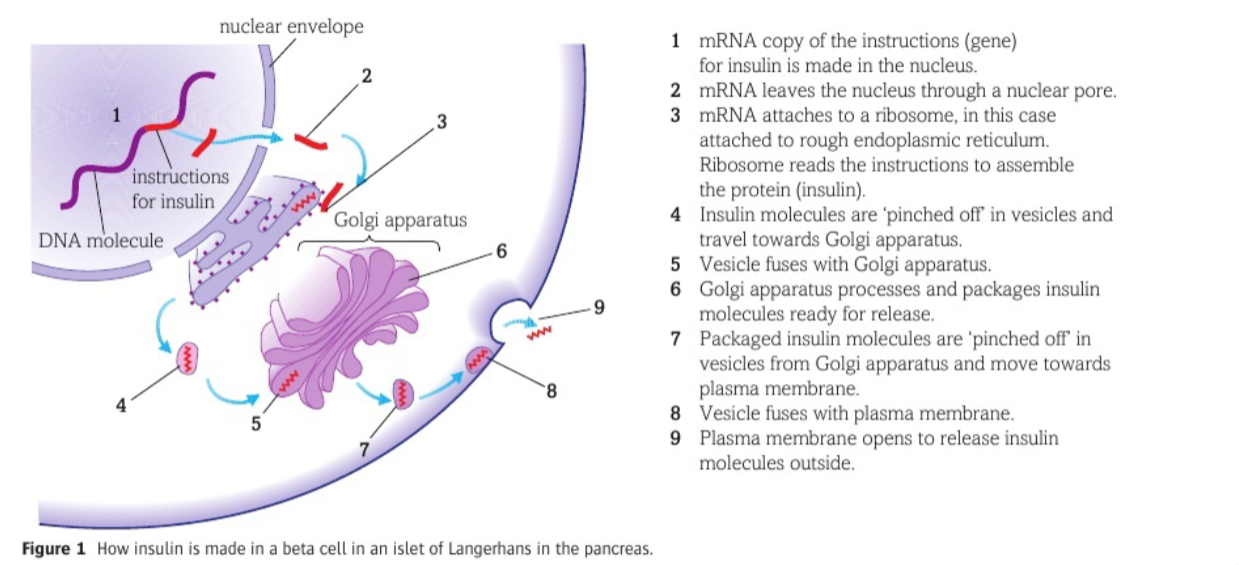 nuclear envelope
2
1
3
instructions
for insulin
Golgi apparatus
DNA molecule
6
9
8
4
5
7
1 mRNA copy of the instructions (gene)
for insulin is made in the nucleus.
2 mRNA leaves the nucleus through a nuclear pore.
3 mRNA attaches to a ribosome, in this case
attached to rough endoplasmic reticulum.
Ribosome reads the instructions to assemble
the protein (insulin).
4 Insulin molecules are ‘pinched off’ in vesicles and
travel towards Golgi apparatus.
5 Vesicle fuses with Golgi apparatus.
6 Golgi apparatus processes and packages insulin
molecules ready for release.
7 Packaged insulin molecules are ‘pinched off’ in
vesicles from Golgi apparatus and move towards
plasma membrane.
8 Vesicle fuses with plasma membrane.
9 Plasma membrane opens to release insulin
molecules outside.
Figure 1 How insulin is made in a beta cell in an islet of Langerhans in the pancreas.